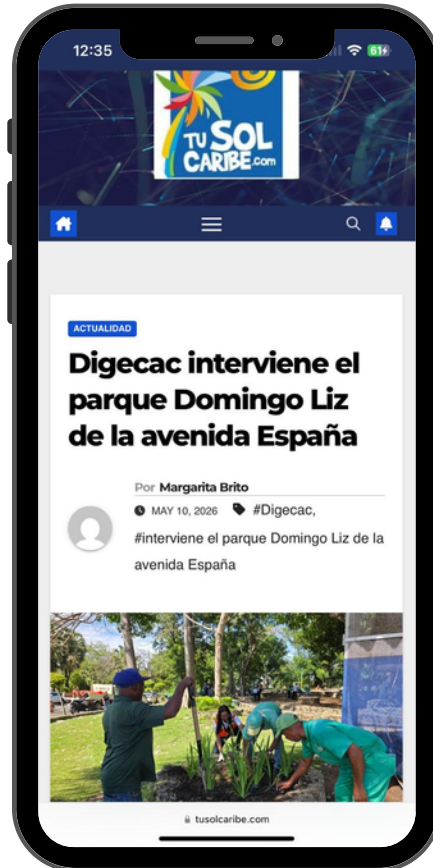 12:35
61
TU SOL
CARIBE.com
ACTUALIDAD
Digecac interviene el
parque Domingo Liz
de la avenida España
Por Margarita Brito
MAY 10, 2026 #Digecac,
#interviene el parque Domingo Liz de la
avenida España
tusolcaribe.com